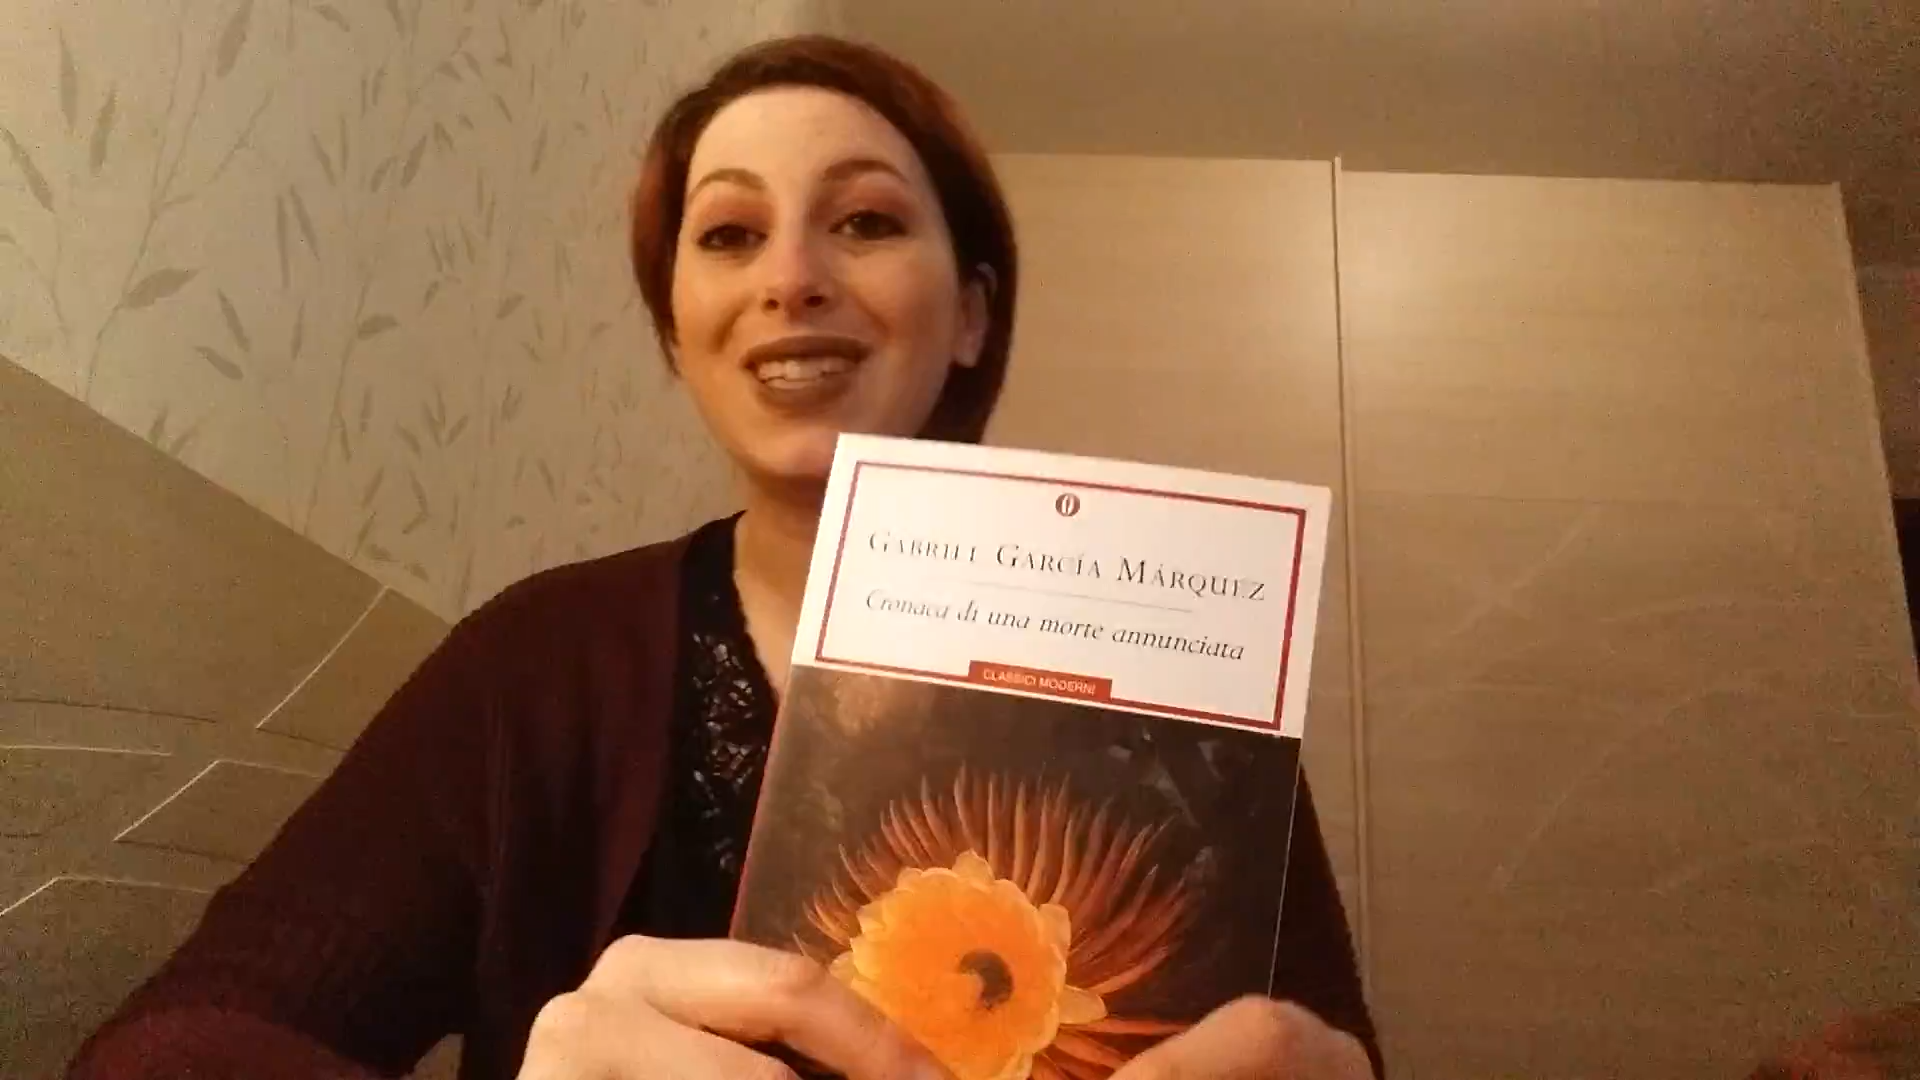 GABRIEL GARCÍA MÁRQUEZ
Cronaca di una morte annunciata
CLASSICI MODERNI